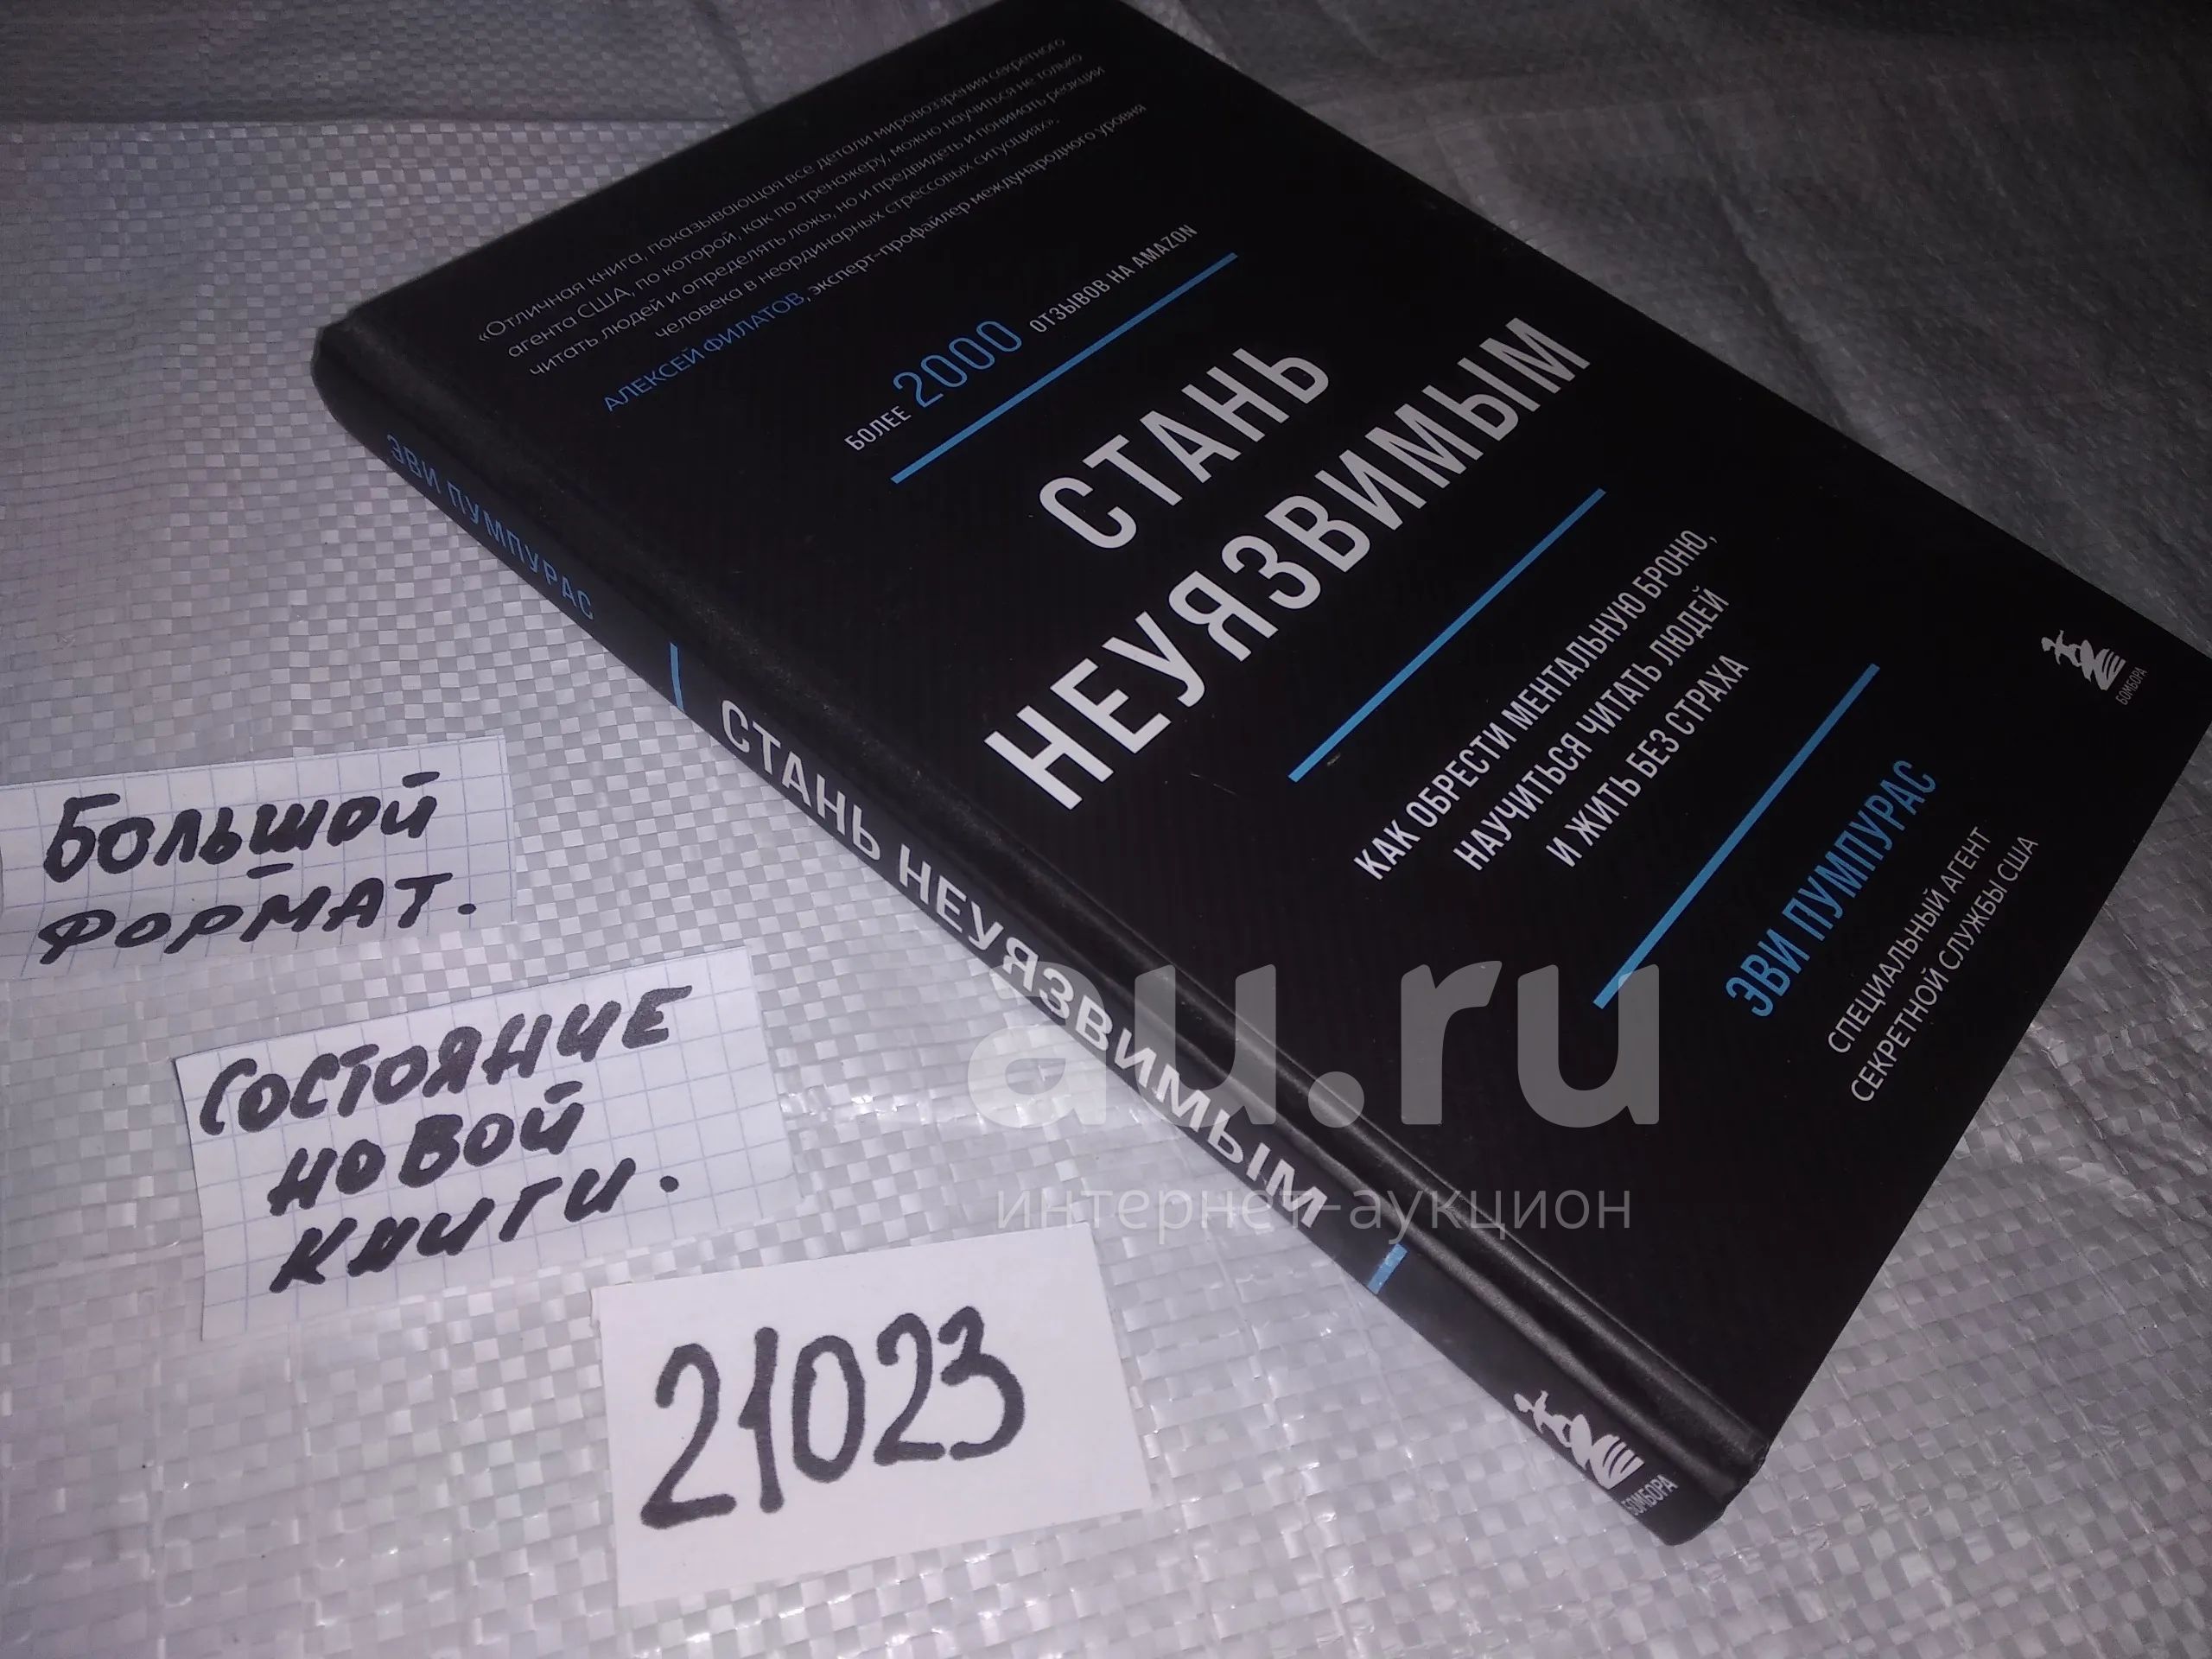 «Отличная книга, показывающая все детали мировоззрения секретного
агента США, по которой, как по тренажеру, можно научиться не только
читать людей и определять ложь, но и предвидеть и понимать реакции
человека в неординарных стрессовых ситуациях».
АЛЕКСЕЙ ФИЛАТОВ, эксперт-профайлер международного уровня
БОЛЕЕ 2000 ОТЗЫВОВ НА AMAZON
СТАНЬ
НЕУЯЗВИМЫМ
КАК ОБРЕСТИ МЕНТАЛЬНУЮ БРОНЮ,
НАУЧИТЬСЯ ЧИТАТЬ ЛЮДЕЙ
И ЖИТЬ БЕЗ СТРАХА
ЭВИ ПУМПУРАС
СПЕЦИАЛЬНЫЙ АГЕНТ
СЕКРЕТНОЙ СЛУЖБЫ США
БОМБОРА
ЭВИ ПУМПУРАС
СТАНЬ НЕУЯЗВИМЫМ
БОМБОРА
БОЛЬШОЙ
ФОРМАТ.
СОСТОЯНИЕ
НОВОЙ
КНИГИ.
21023
au.ru
интернет-аукцион